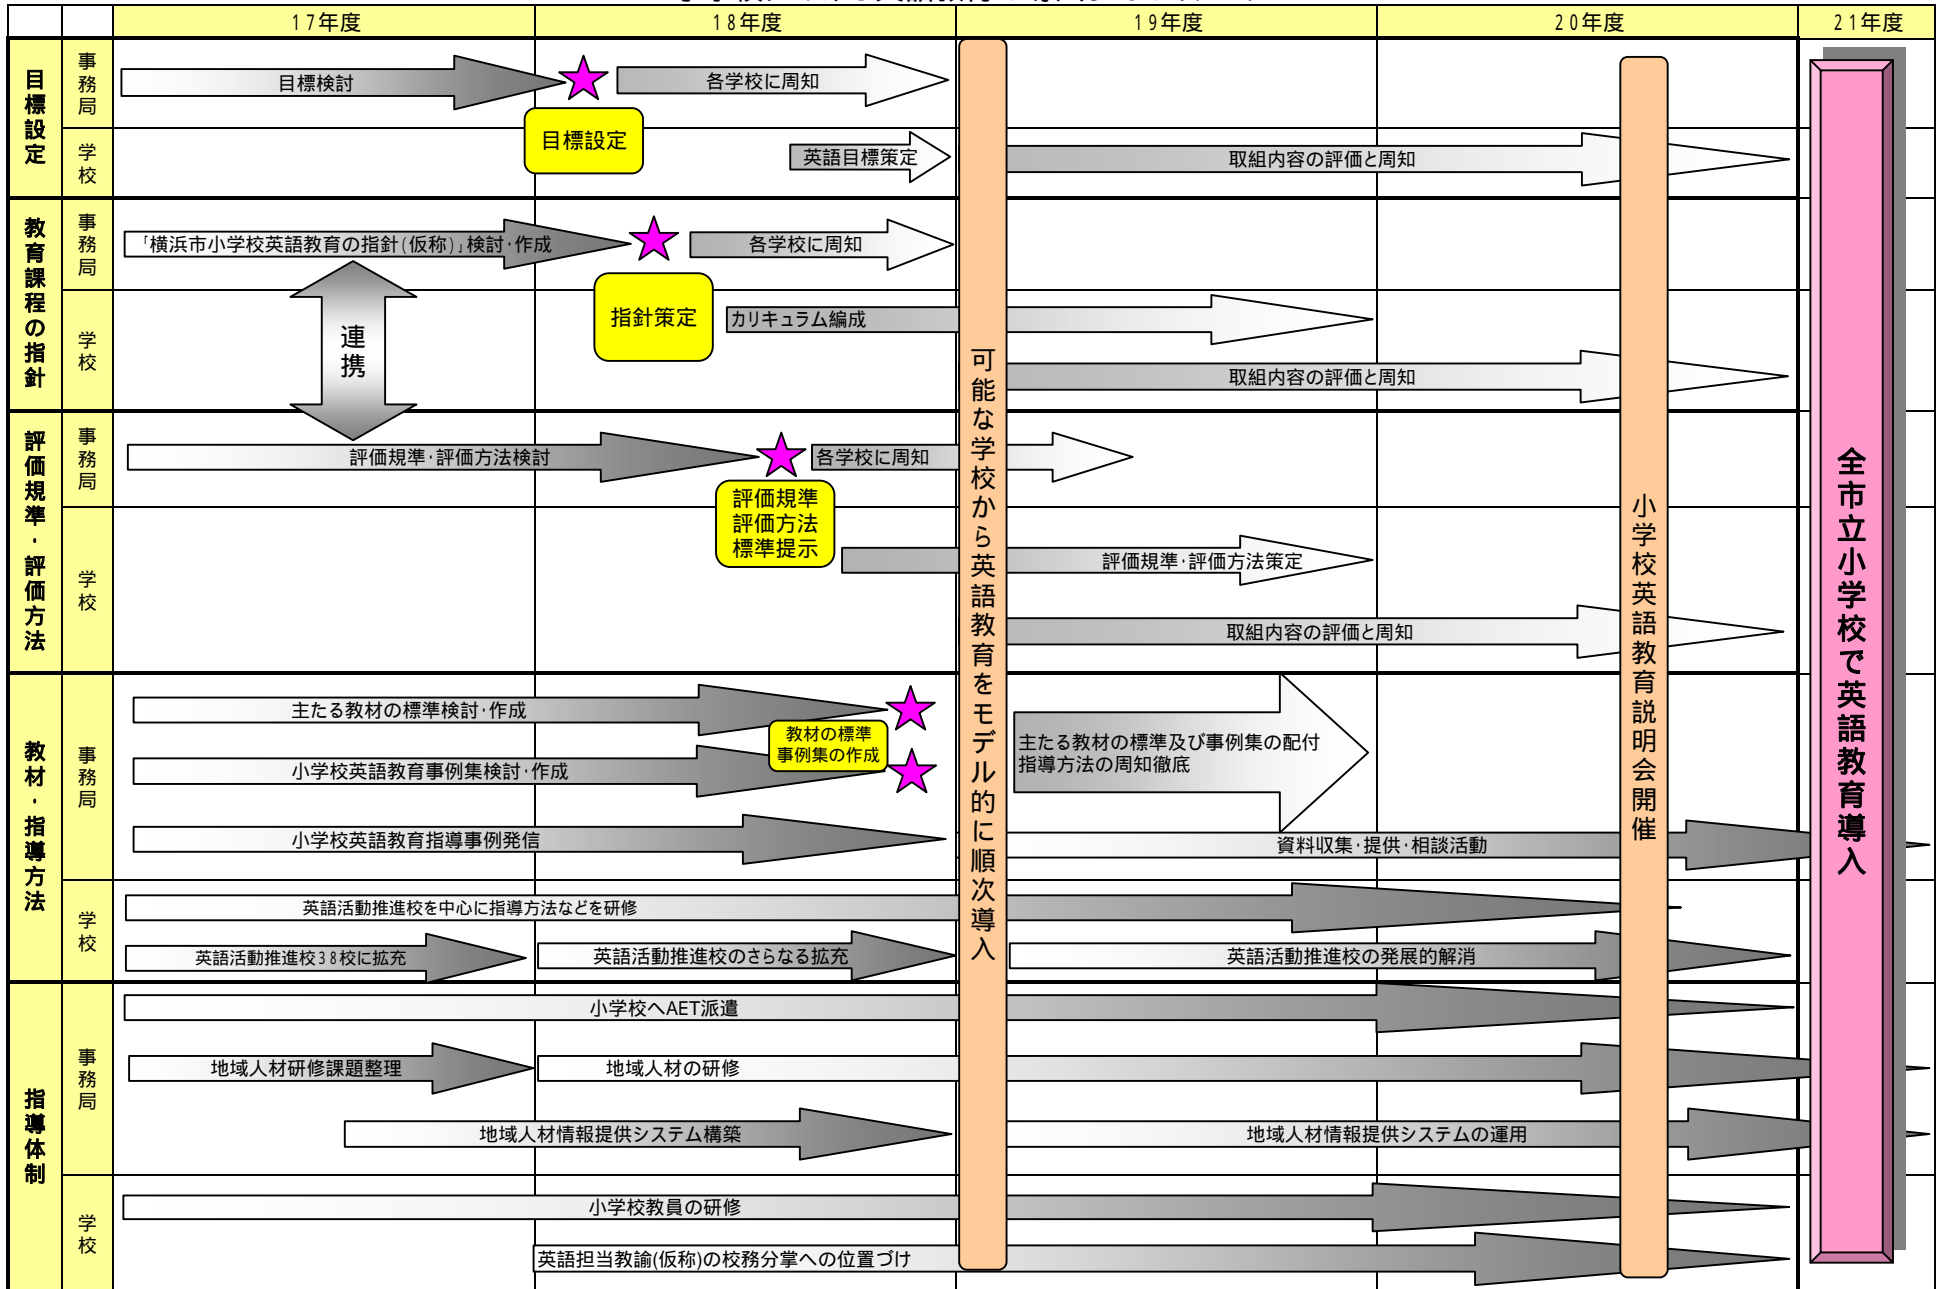 17年度
18年度
19年度
20年度
21年度
目標設定
事務局
目標検討
各学校に周知
目標設定
学校
英語目標策定
取組内容の評価と周知
教育課程の指針
事務局
「横浜市小学校英語教育の指針(仮称)」検討・作成
各学校に周知
指針策定
連携
学校
カリキュラム編成
取組内容の評価と周知
評価規準・評価方法
事務局
評価規準・評価方法検討
各学校に周知
評価規準
評価方法
標準提示
学校
評価規準・評価方法策定
取組内容の評価と周知
教材・指導方法
事務局
主たる教材の標準検討・作成
教材の標準
事例集の作成
小学校英語教育事例集検討・作成
主たる教材の標準及び事例集の配付
指導方法の周知徹底
小学校英語教育指導事例発信
資料収集・提供・相談活動
学校
英語活動推進校を中心に指導方法などを研修
英語活動推進校38校に拡充
英語活動推進校のさらなる拡充
英語活動推進校の発展的解消
指導体制
事務局
小学校へAET派遣
地域人材研修課題整理
地域人材の研修
地域人材情報提供システム構築
地域人材情報提供システムの運用
学校
小学校教員の研修
英語担当教諭(仮称)の校務分掌への位置づけ
可能な学校から英語教育をモデル的に順次導入
小学校英語教育説明会開催
全市立小学校で英語教育導入